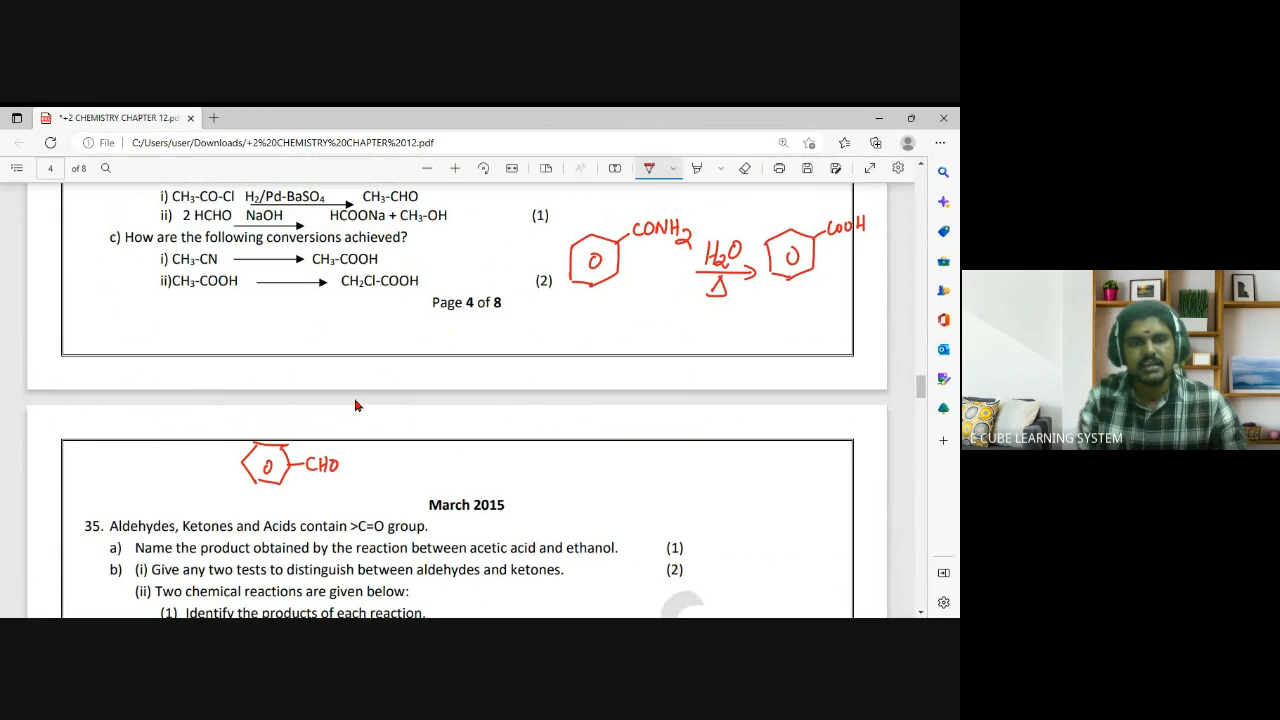 *+2 CHEMISTRY CHAPTER 12.pd
File C:/Users/user/Downloads/+2%20CHEMISTRY%20CHAPTER%2012.pdf
4 of 8
i) CH3-CO-Cl H2/Pd-BaSO4 CH3-CHO
ii) 2 HCHO NaOH HCOONa + CH3-OH (1)
c) How are the following conversions achieved?
i) CH3-CN CH3-COOH
ii)CH3-COOH CH2Cl-COOH (2)
CONH2 H2O Δ COOH
Page 4 of 8
CHO
March 2015
35. Aldehydes, Ketones and Acids contain >C=O group.
a) Name the product obtained by the reaction between acetic acid and ethanol. (1)
b) (i) Give any two tests to distinguish between aldehydes and ketones. (2)
(ii) Two chemical reactions are given below:
(1) Identify the products of each reaction.
E CUBE LEARNING SYSTEM